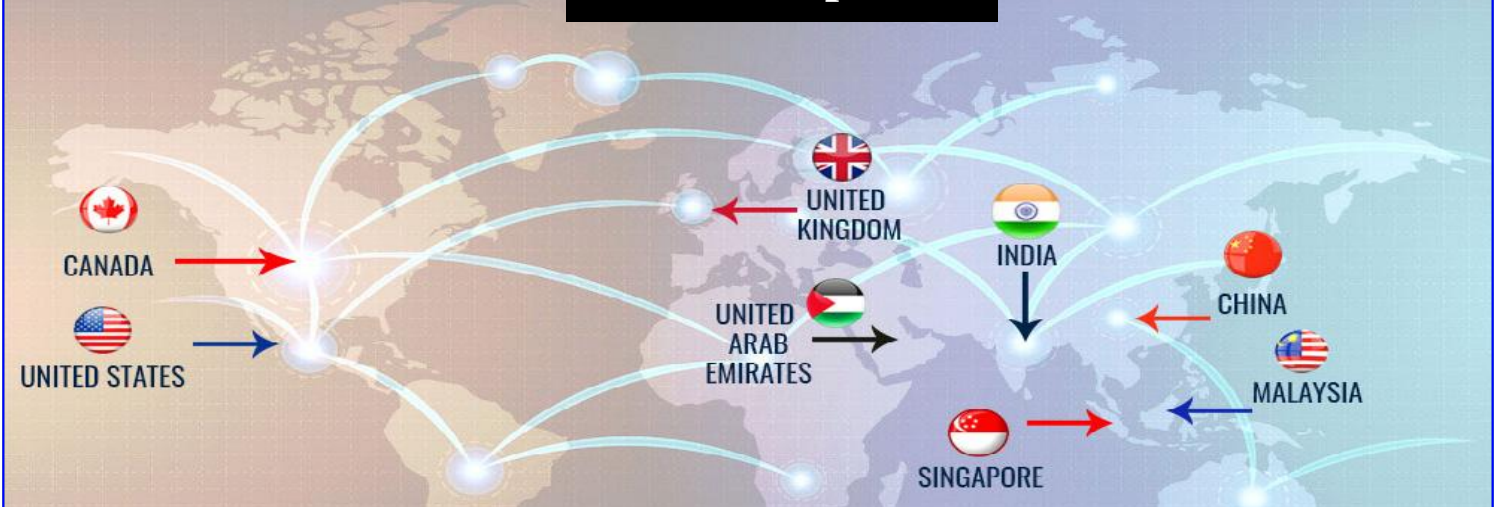 UNITED
KINGDOM
CANADA
INDIA
UNITED STATES
UNITED
ARAB
EMIRATES
CHINA
MALAYSIA
SINGAPORE